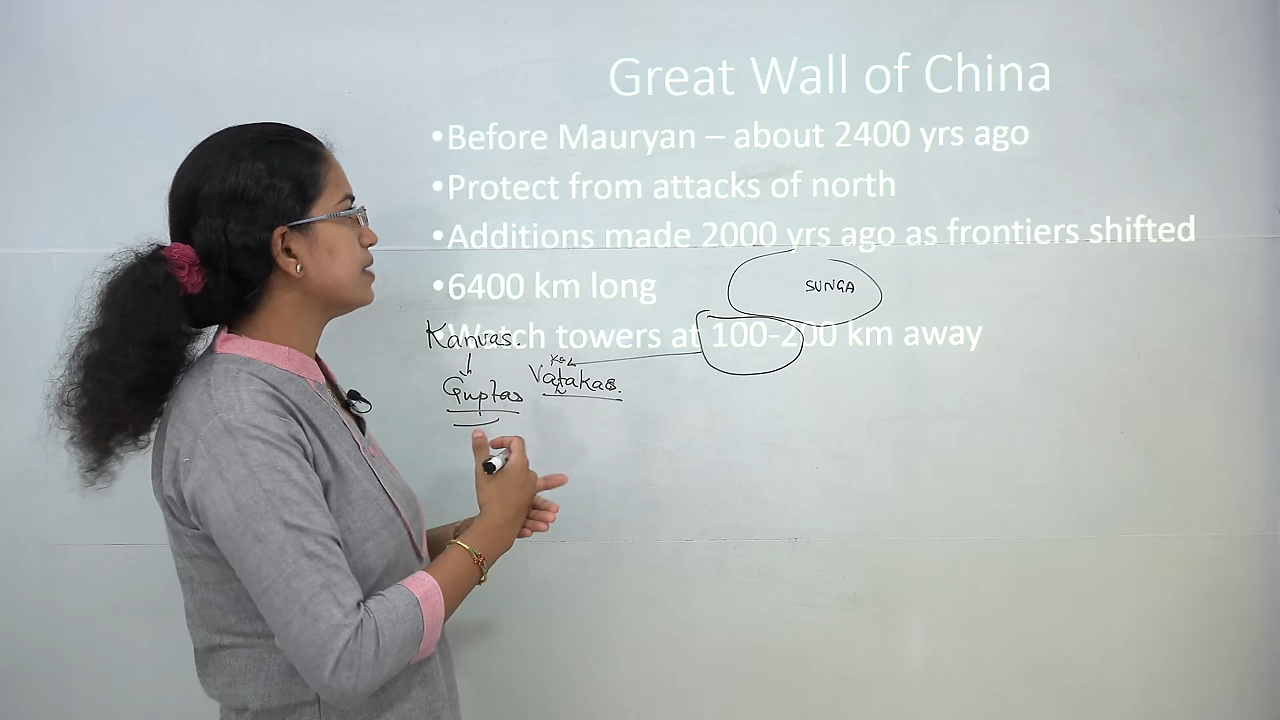 Great Wall of China
•Before Mauryan – about 2400 yrs ago
•Protect from attacks of north
•Additions made 2000 yrs ago as frontiers shifted
•6400 km long
SUNGA
•Watch towers at 100-200 km away
Kanvas.
Guptas
Vatakas.
Ka